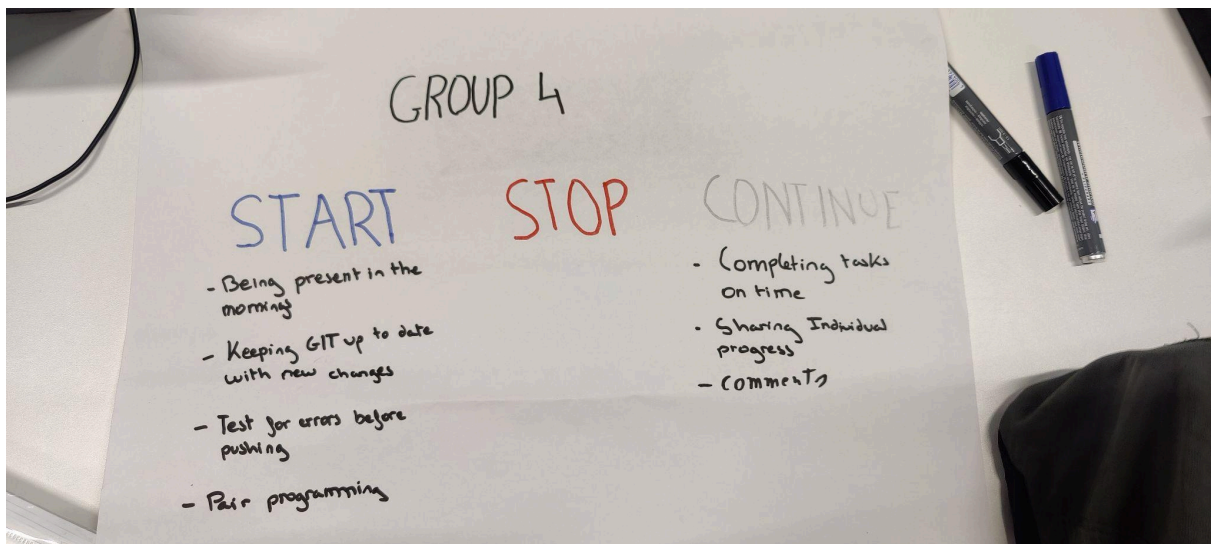 GROUP 4
START
- Being present in the
mornings
- Keeping GIT up to date
with new changes
- Test for errors before
pushing
- Pair programming
STOP
CONTINUE
- Completing tasks
on time
- Sharing Individual
progress
- comments